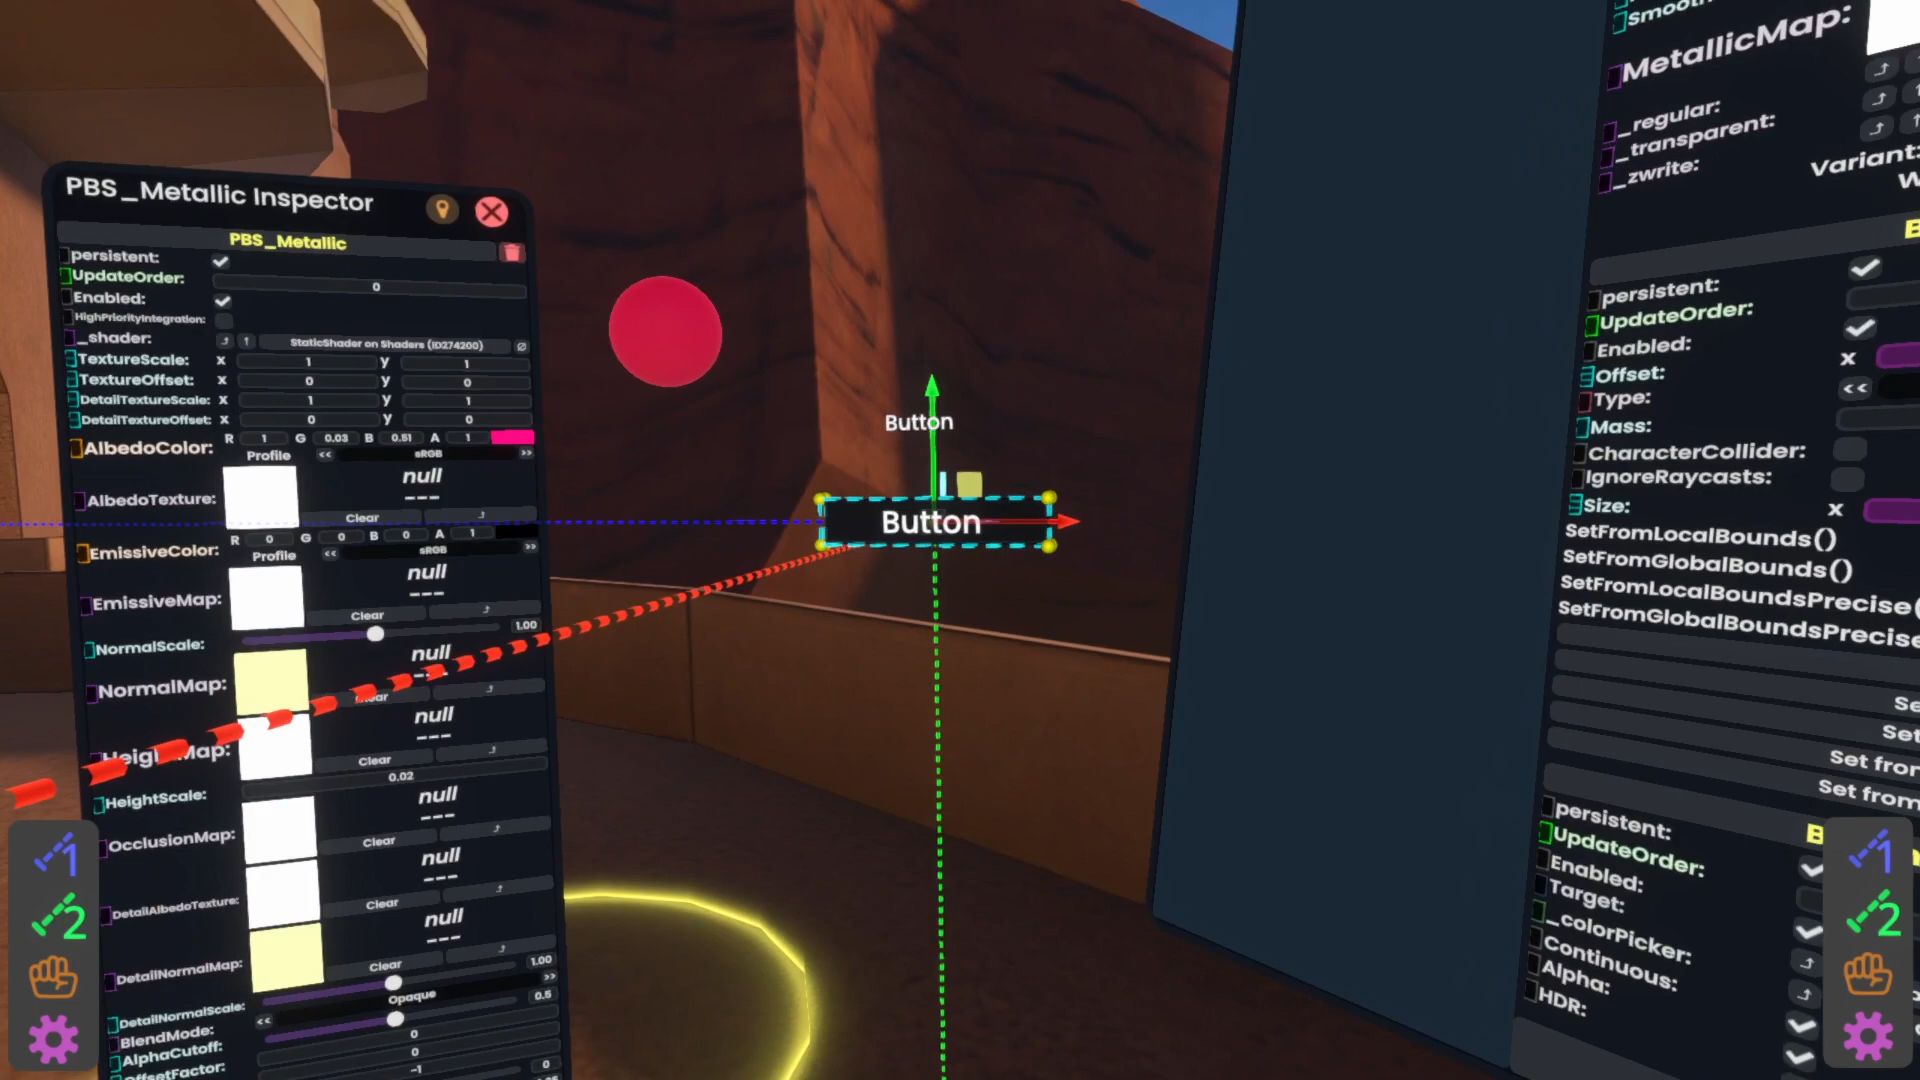 PBS_Metallic Inspector
PBS_Metallic
persistent:
UpdateOrder: 0
Enabled:
HighPriorityIntegration:
_shader: StaticShader on Shaders (ID274200)
TextureScale: x 1 y 1
TextureOffset: x 0 y 0
DetailTextureScale: x 1 y 1
DetailTextureOffset: x 0 y 0
AlbedoColor: R 1 G 0.03 B 0.51 A 1
Profile << sRGB >>
AlbedoTexture: null
---
Clear
EmissiveColor: R 0 G 0 B 0 A 1
Profile << sRGB >>
EmissiveMap: null
---
Clear
NormalScale: 1.00
NormalMap: null
Clear
HeightMap: null
---
Clear
HeightScale: 0.02
OcclusionMap: null
---
Clear
DetailAlbedoTexture: null
---
Clear
DetailNormalMap: null
---
Clear
DetailNormalScale: 1.00
BlendMode: << Opaque >>
AlphaCutoff: 0.5
OffsetFactor: 0
0
-1
0
Button
Button
1
2
MetallicMap:
_regular:
_transparent:
_zwrite:
Variant:
persistent:
UpdateOrder:
Enabled:
Offset: x
Type: <<
Mass:
CharacterCollider:
IgnoreRaycasts:
Size: x
SetFromLocalBounds()
SetFromGlobalBounds()
SetFromLocalBoundsPrecise(
SetFromGlobalBoundsPrecise
Set from
Set from
persistent:
UpdateOrder:
Enabled:
Target:
_colorPicker:
Continuous:
Alpha:
HDR:
1
2